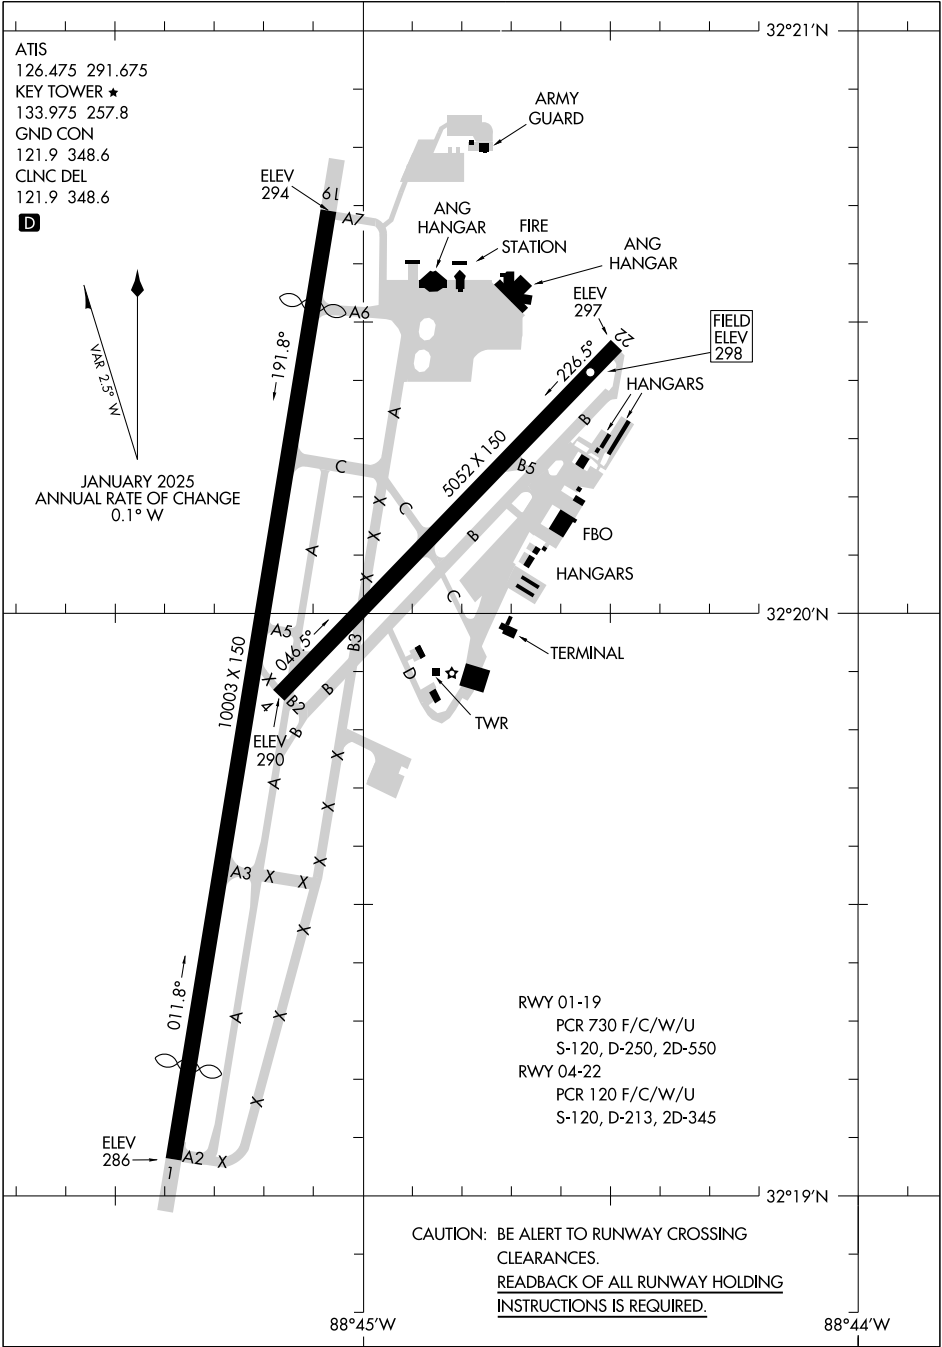 32°21'N
ATIS
126.475 291.675
KEY TOWER ★
133.975 257.8
GND CON
121.9 348.6
CLNC DEL
121.9 348.6
D
ARMY
GUARD
ELEV
294
19
A7
ANG
HANGAR
FIRE
STATION
ANG
HANGAR
ELEV
297
22
FIELD
ELEV
298
A6
VAR 2.5° W
191.8°
226.5°
HANGARS
A
B
JANUARY 2025
ANNUAL RATE OF CHANGE
0.1° W
C
5052 X 150
B5
X
C
X
B
A
FBO
X
HANGARS
C
32°20'N
A5
046.5°
B3
TERMINAL
10003 X 150
X
D
B
4
B2
TWR
B
ELEV
290
X
A
X
X
A3
X
X
X
011.8°
A
X
X
RWY 01-19
PCR 730 F/C/W/U
S-120, D-250, 2D-550
RWY 04-22
PCR 120 F/C/W/U
S-120, D-213, 2D-345
ELEV
286
A2
X
1
32°19'N
CAUTION: BE ALERT TO RUNWAY CROSSING
CLEARANCES.
READBACK OF ALL RUNWAY HOLDING
INSTRUCTIONS IS REQUIRED.
88°45'W
88°44'W